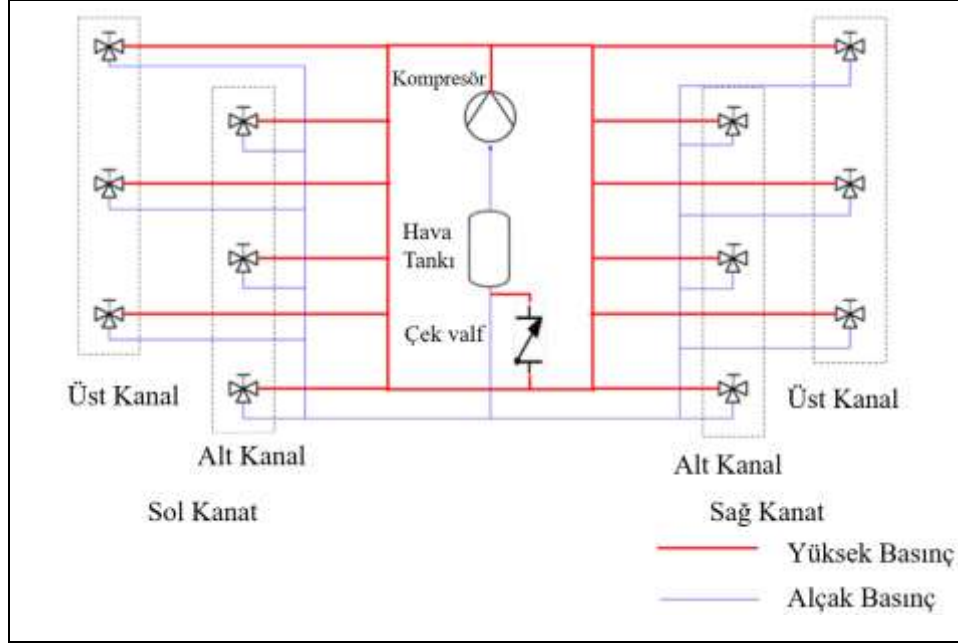 Kompresör
Hava
Tankı
Çek valf
Üst Kanal
Üst Kanal
Alt Kanal
Alt Kanal
Sol Kanat
Sağ Kanat
Yüksek Basınç
Alçak Basınç